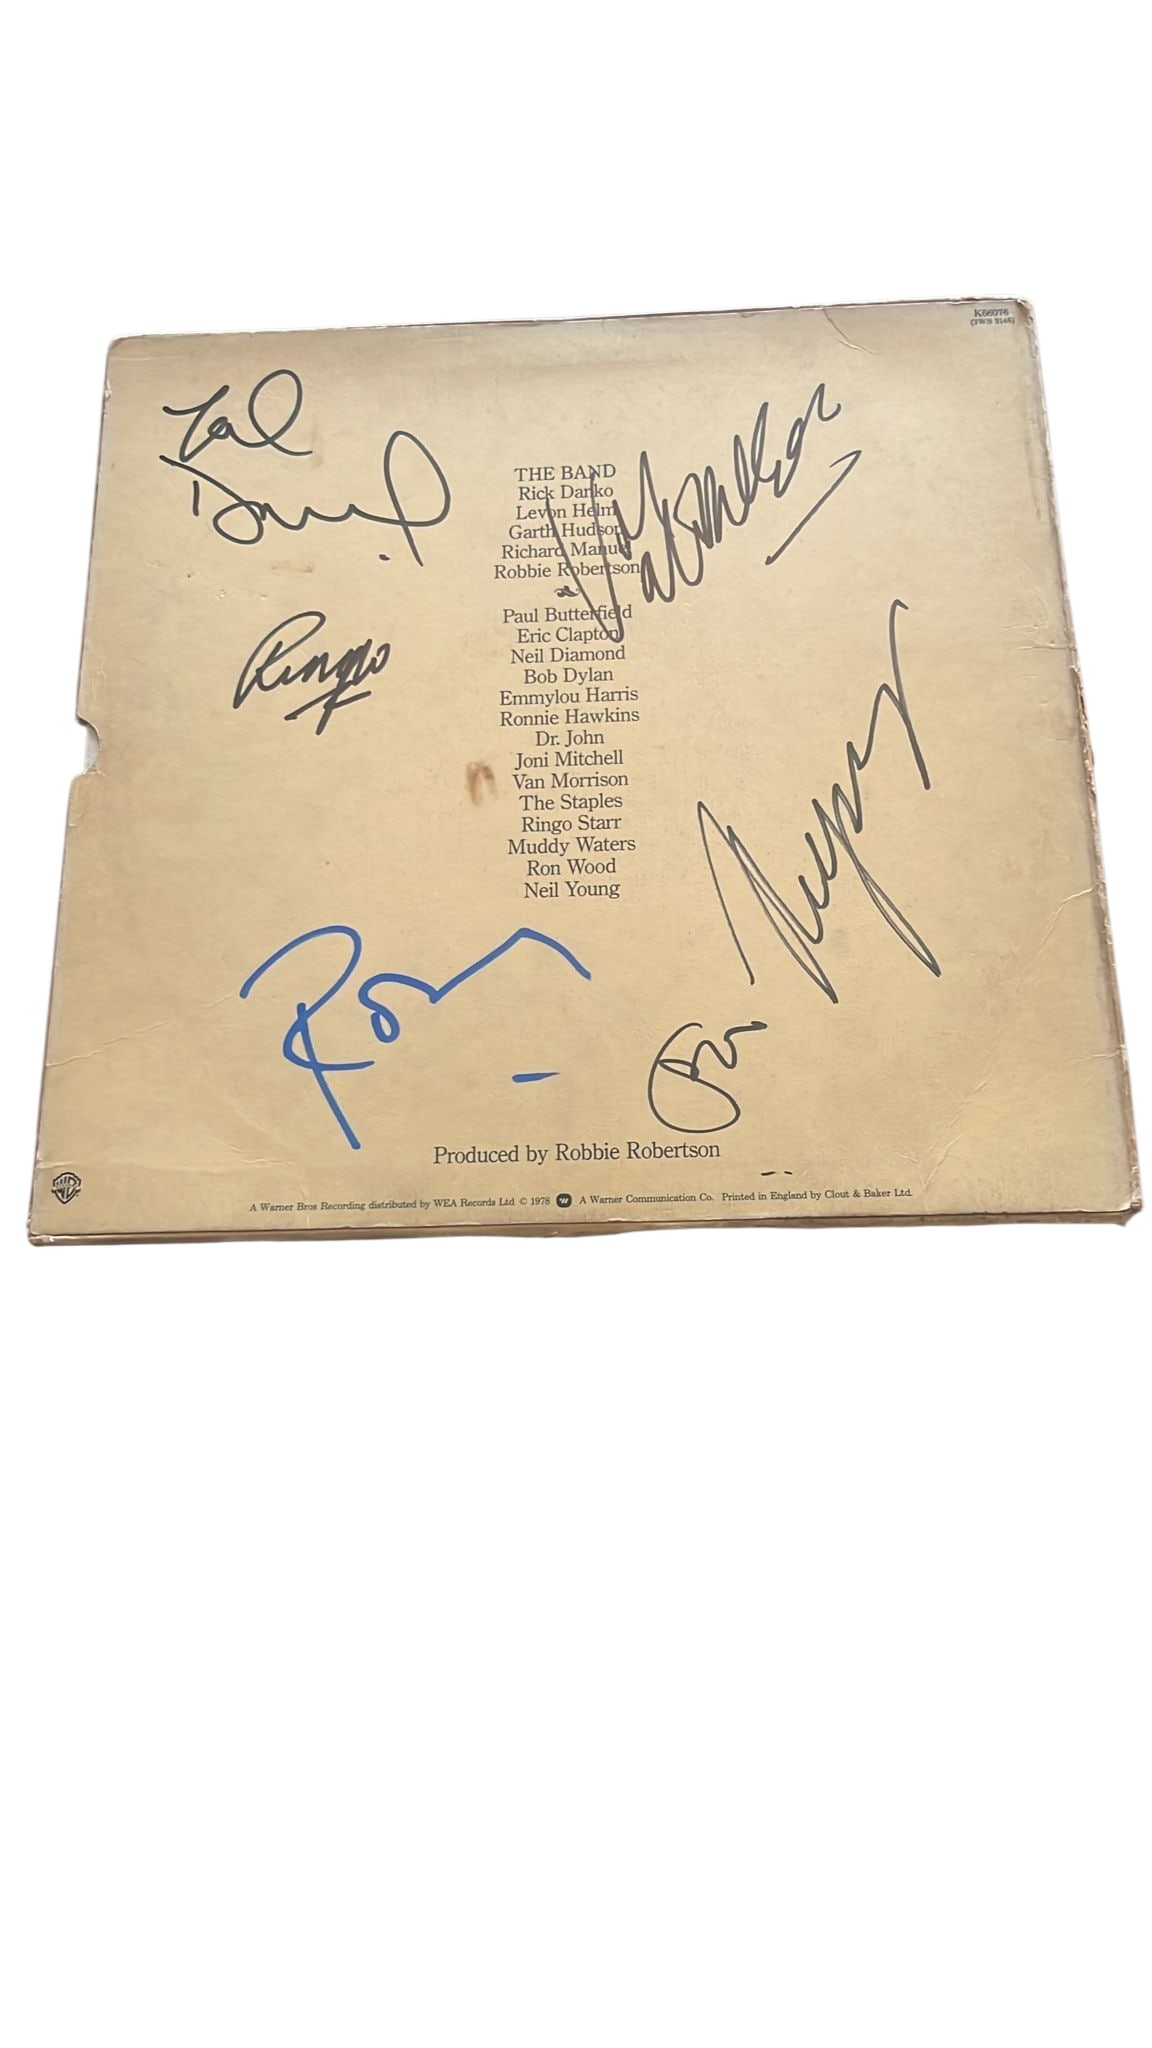 K66076
(3WS 3146)
THE BAND
Rick Danko
Levon Helm
Garth Hudson
Richard Manuel
Robbie Robertson
Paul Butterfield
Eric Clapton
Neil Diamond
Bob Dylan
Emmylou Harris
Ronnie Hawkins
Dr. John
Joni Mitchell
Van Morrison
The Staples
Ringo Starr
Muddy Waters
Ron Wood
Neil Young
Ringo
Produced by Robbie Robertson
A Warner Bros Recording distributed by WEA Records Ltd © 1978 A Warner Communication Co. Printed in England by Clout & Baker Ltd.